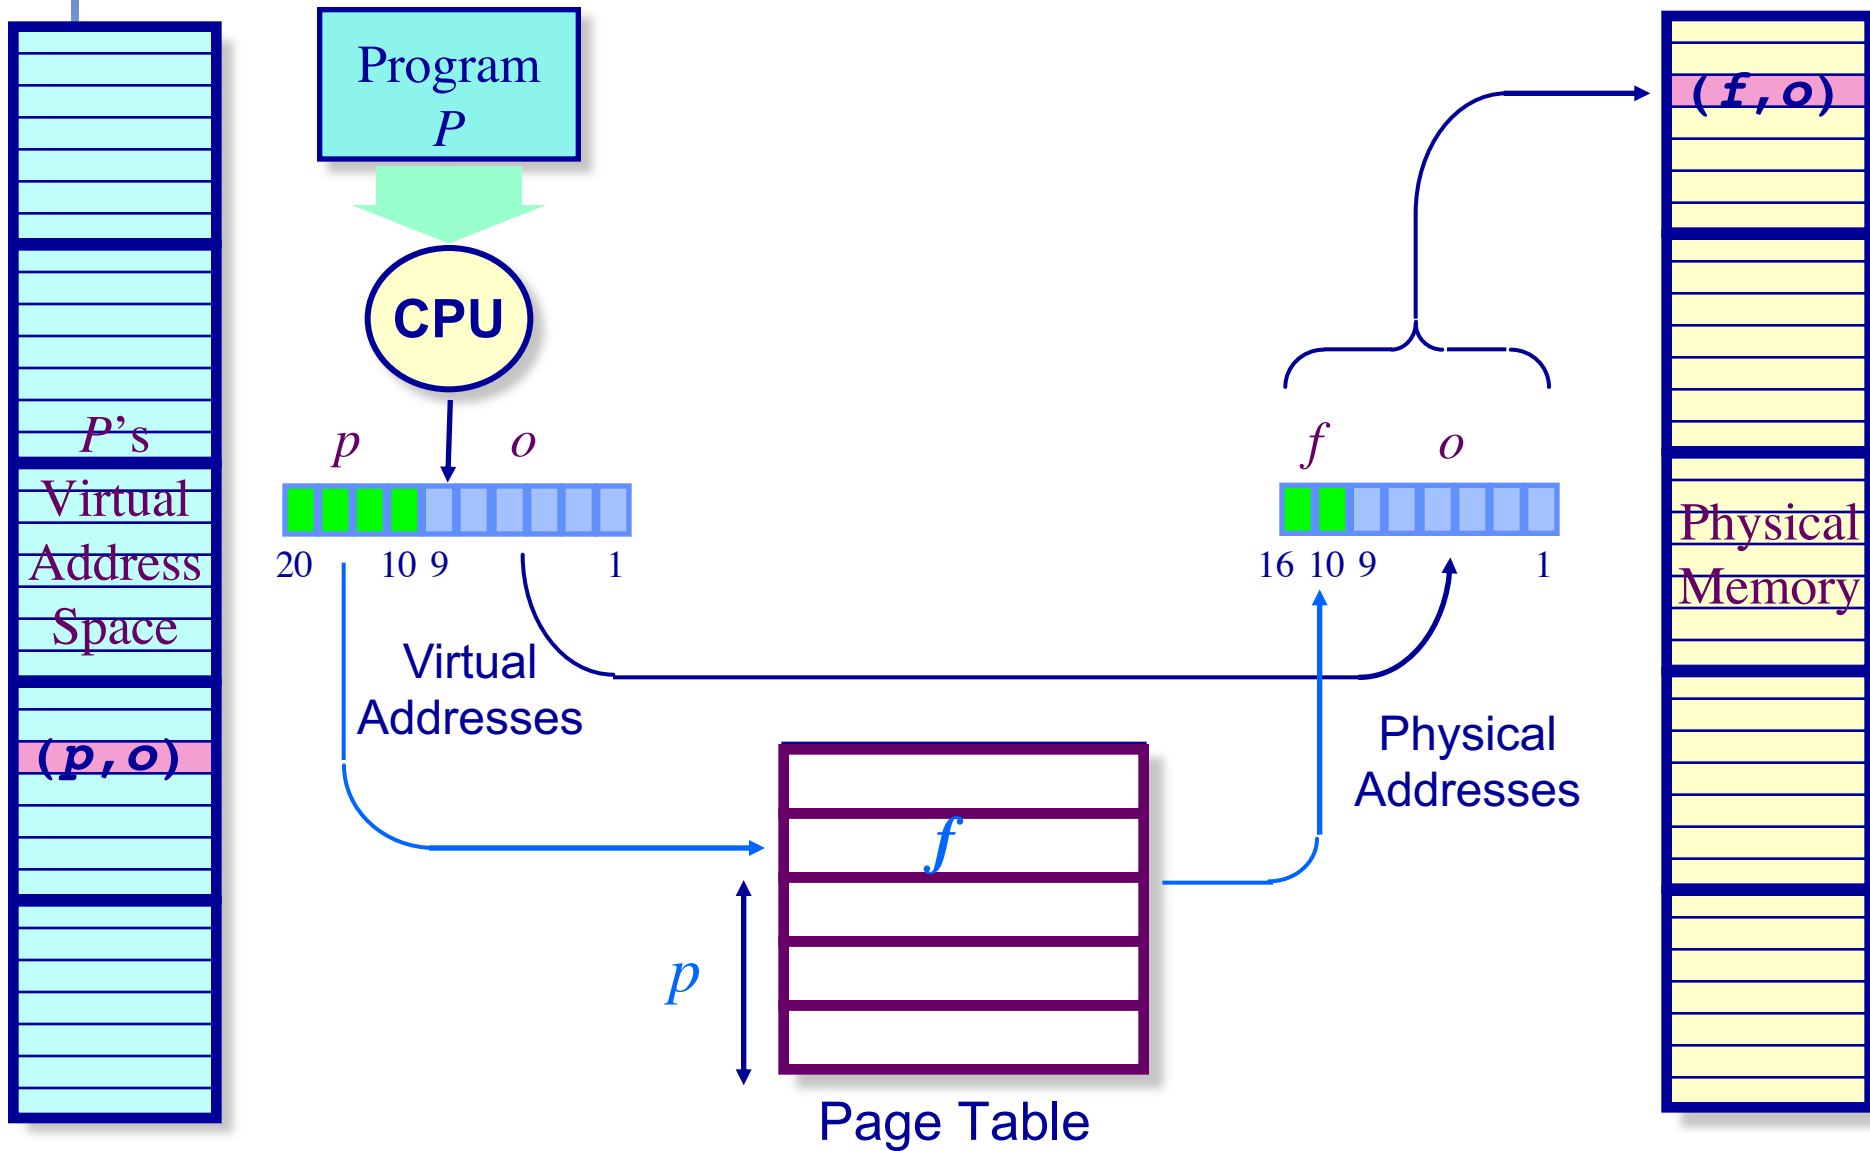 Program
P
(f,o)
CPU
P's
Virtual
Address
Space
p
o
f
o
20
10
9
1
16
10
9
1
Physical
Memory
Virtual
Addresses
Physical
Addresses
(p,o)
f
p
Page Table